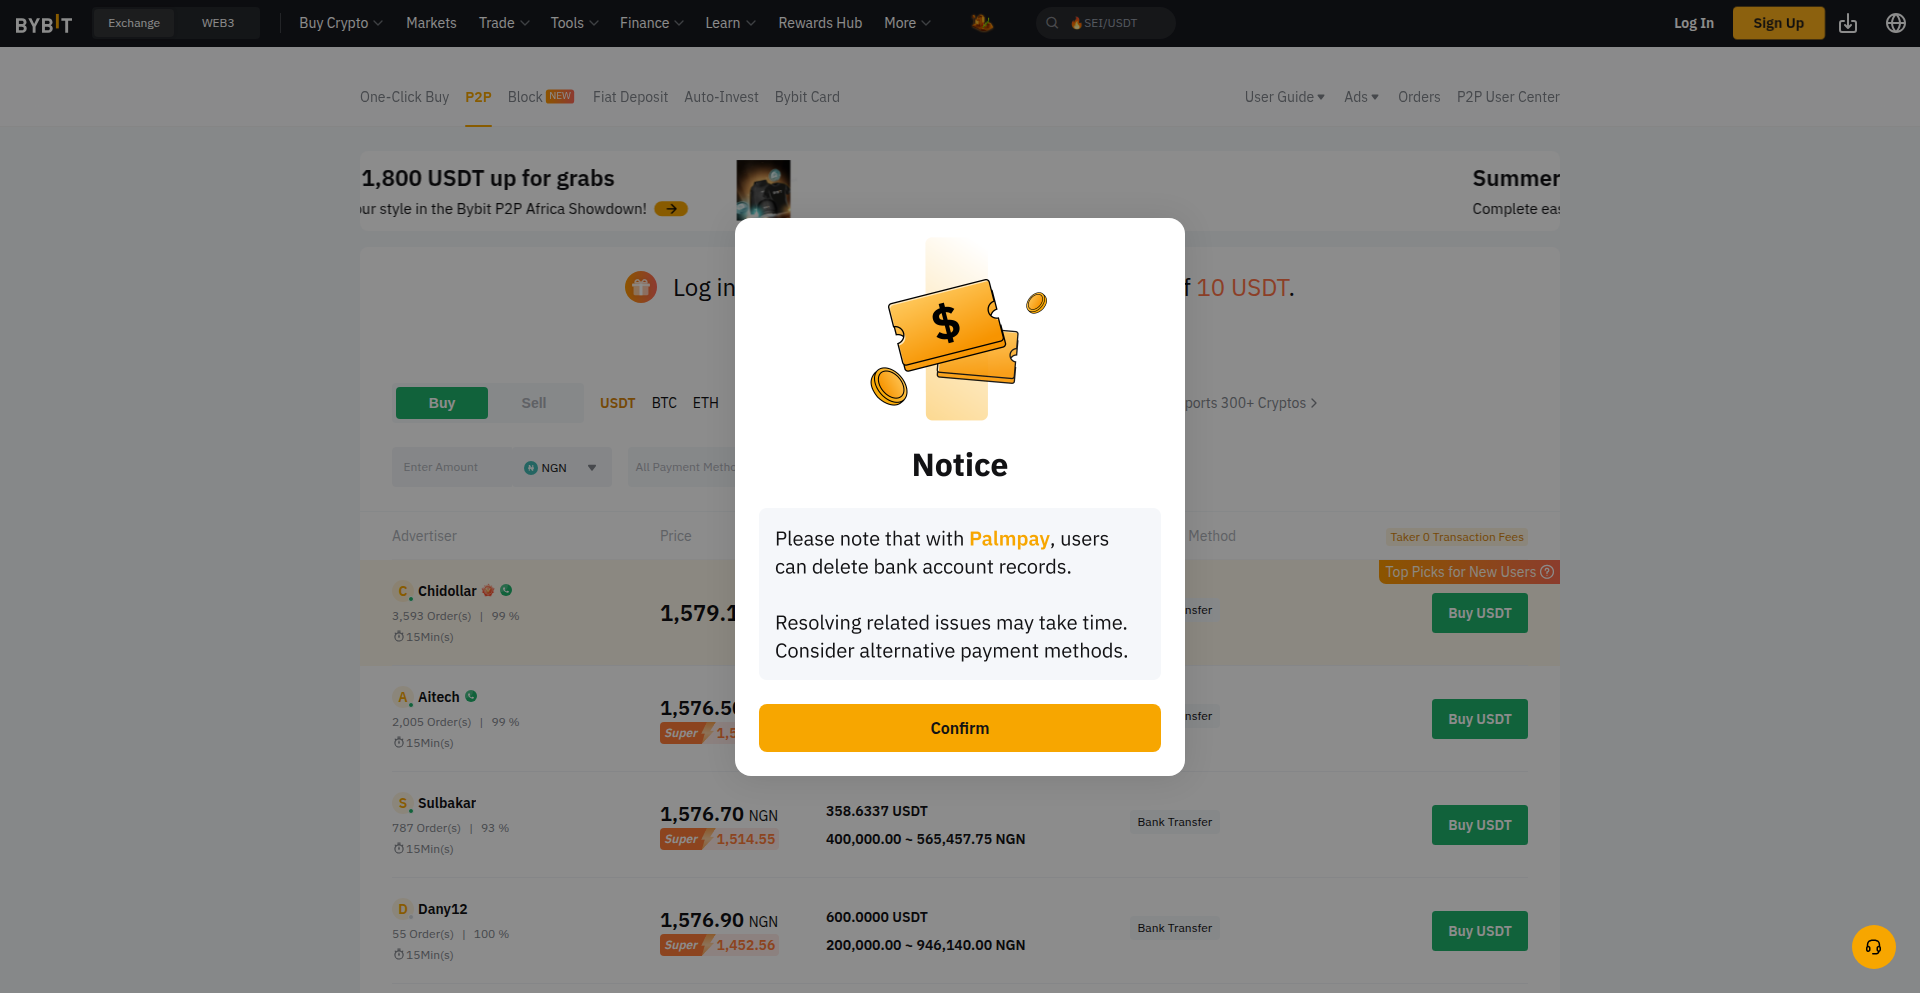 BYBIT
Exchange
WEB3
Buy Crypto
Markets
Trade
Tools
Finance
Learn
Rewards Hub
More
SEI/USDT
Log In
Sign Up
One-Click Buy
P2P
Block NEW
Fiat Deposit
Auto-Invest
Bybit Card
User Guide
Ads
Orders
P2P User Center
1,800 USDT up for grabs
ur style in the Bybit P2P Africa Showdown!
Summer
Complete eas
Log in
f 10 USDT.
Buy
Sell
USDT
BTC
ETH
ports 300+ Cryptos
Enter Amount
NGN
All Payment Metho
Advertiser
Price
Method
Taker 0 Transaction Fees
Top Picks for New Users
C Chidollar
3,593 Order(s) | 99 %
15Min(s)
1,579.1
nsfer
Buy USDT
A Aitech
2,005 Order(s) | 99 %
15Min(s)
1,576.50
Super 1,5
nsfer
Buy USDT
S Sulbakar
787 Order(s) | 93 %
15Min(s)
1,576.70 NGN
Super 1,514.55
358.6337 USDT
400,000.00 ~ 565,457.75 NGN
Bank Transfer
Buy USDT
D Dany12
55 Order(s) | 100 %
15Min(s)
1,576.90 NGN
Super 1,452.56
600.0000 USDT
200,000.00 ~ 946,140.00 NGN
Bank Transfer
Buy USDT
$
Notice
Please note that with Palmpay, users
can delete bank account records.
Resolving related issues may take time.
Consider alternative payment methods.
Confirm